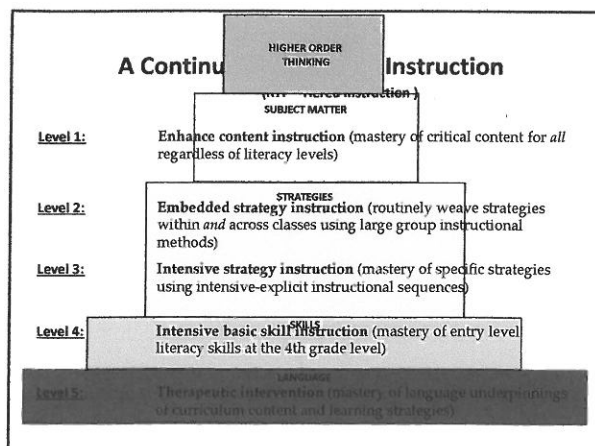 HIGHER ORDER
THINKING
A Continu Instruction
Instruction )
SUBJECT MATTER
Level 1: Enhance content instruction (mastery of critical content for all
regardless of literacy levels)
STRATEGIES
Level 2: Embedded strategy instruction (routinely weave strategies
within and across classes using large group instructional
methods)
Level 3: Intensive strategy instruction (mastery of specific strategies
using intensive-explicit instructional sequences)
SKILLS
Level 4: Intensive basic skill instruction (mastery of entry level
literacy skills at the 4th grade level)
LANGUAGE
Level 5: Therapeutic intervention (mastery of language underpinnings
of curriculum content and learning strategies)